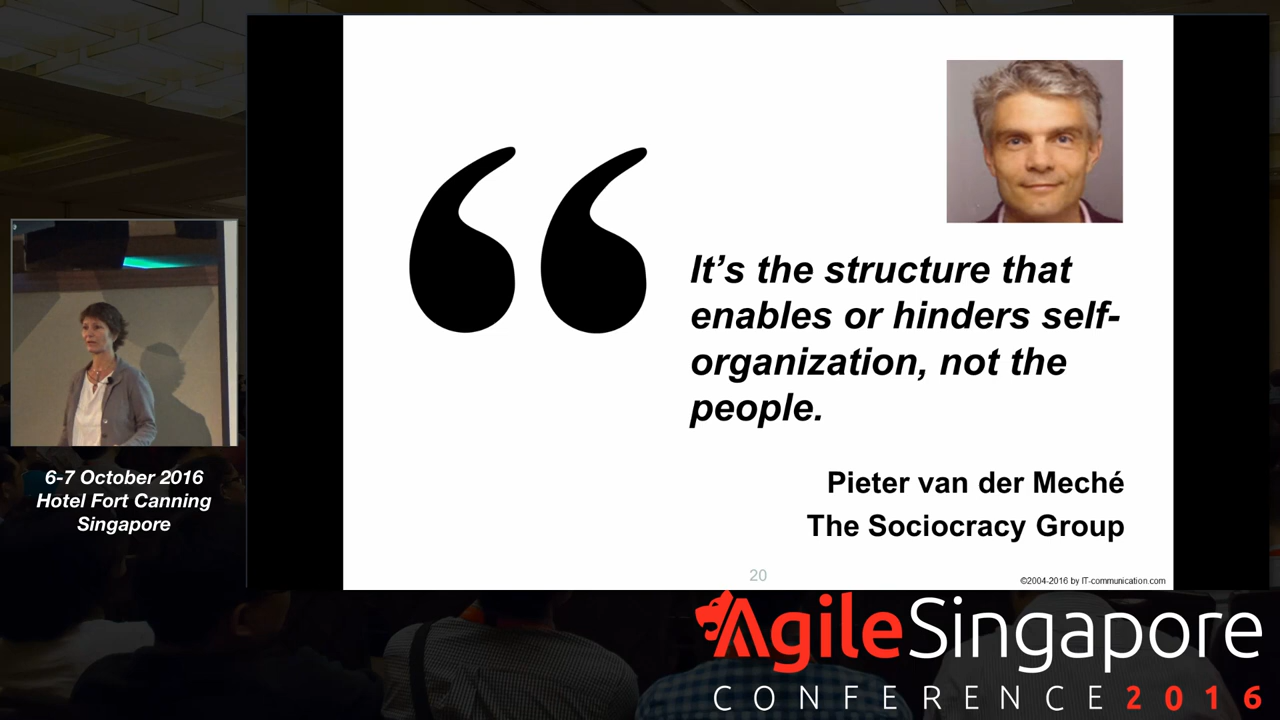 It’s the structure that
enables or hinders self-
organization, not the
people.
Pieter van der Meché
The Sociocracy Group
20
©2004-2016 by IT-communication.com
6-7 October 2016
Hotel Fort Canning
Singapore
AgileSingapore
CONFERENCE 2016